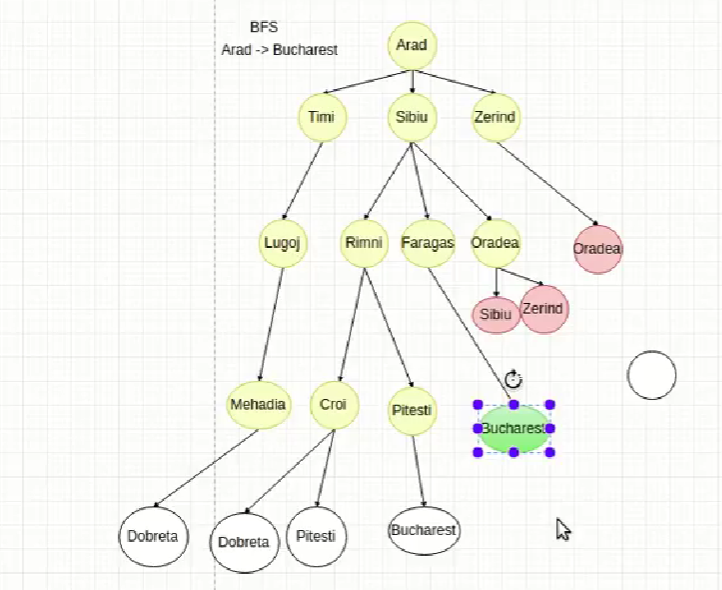 BFS
Arad -> Bucharest
Arad
Timi
Sibiu
Zerind
Lugoj
Rimni
Faragas
Oradea
Oradea
Sibiu
Zerind
Mehadia
Croi
Pitesti
Bucharest
Dobreta
Dobreta
Pitesti
Bucharest